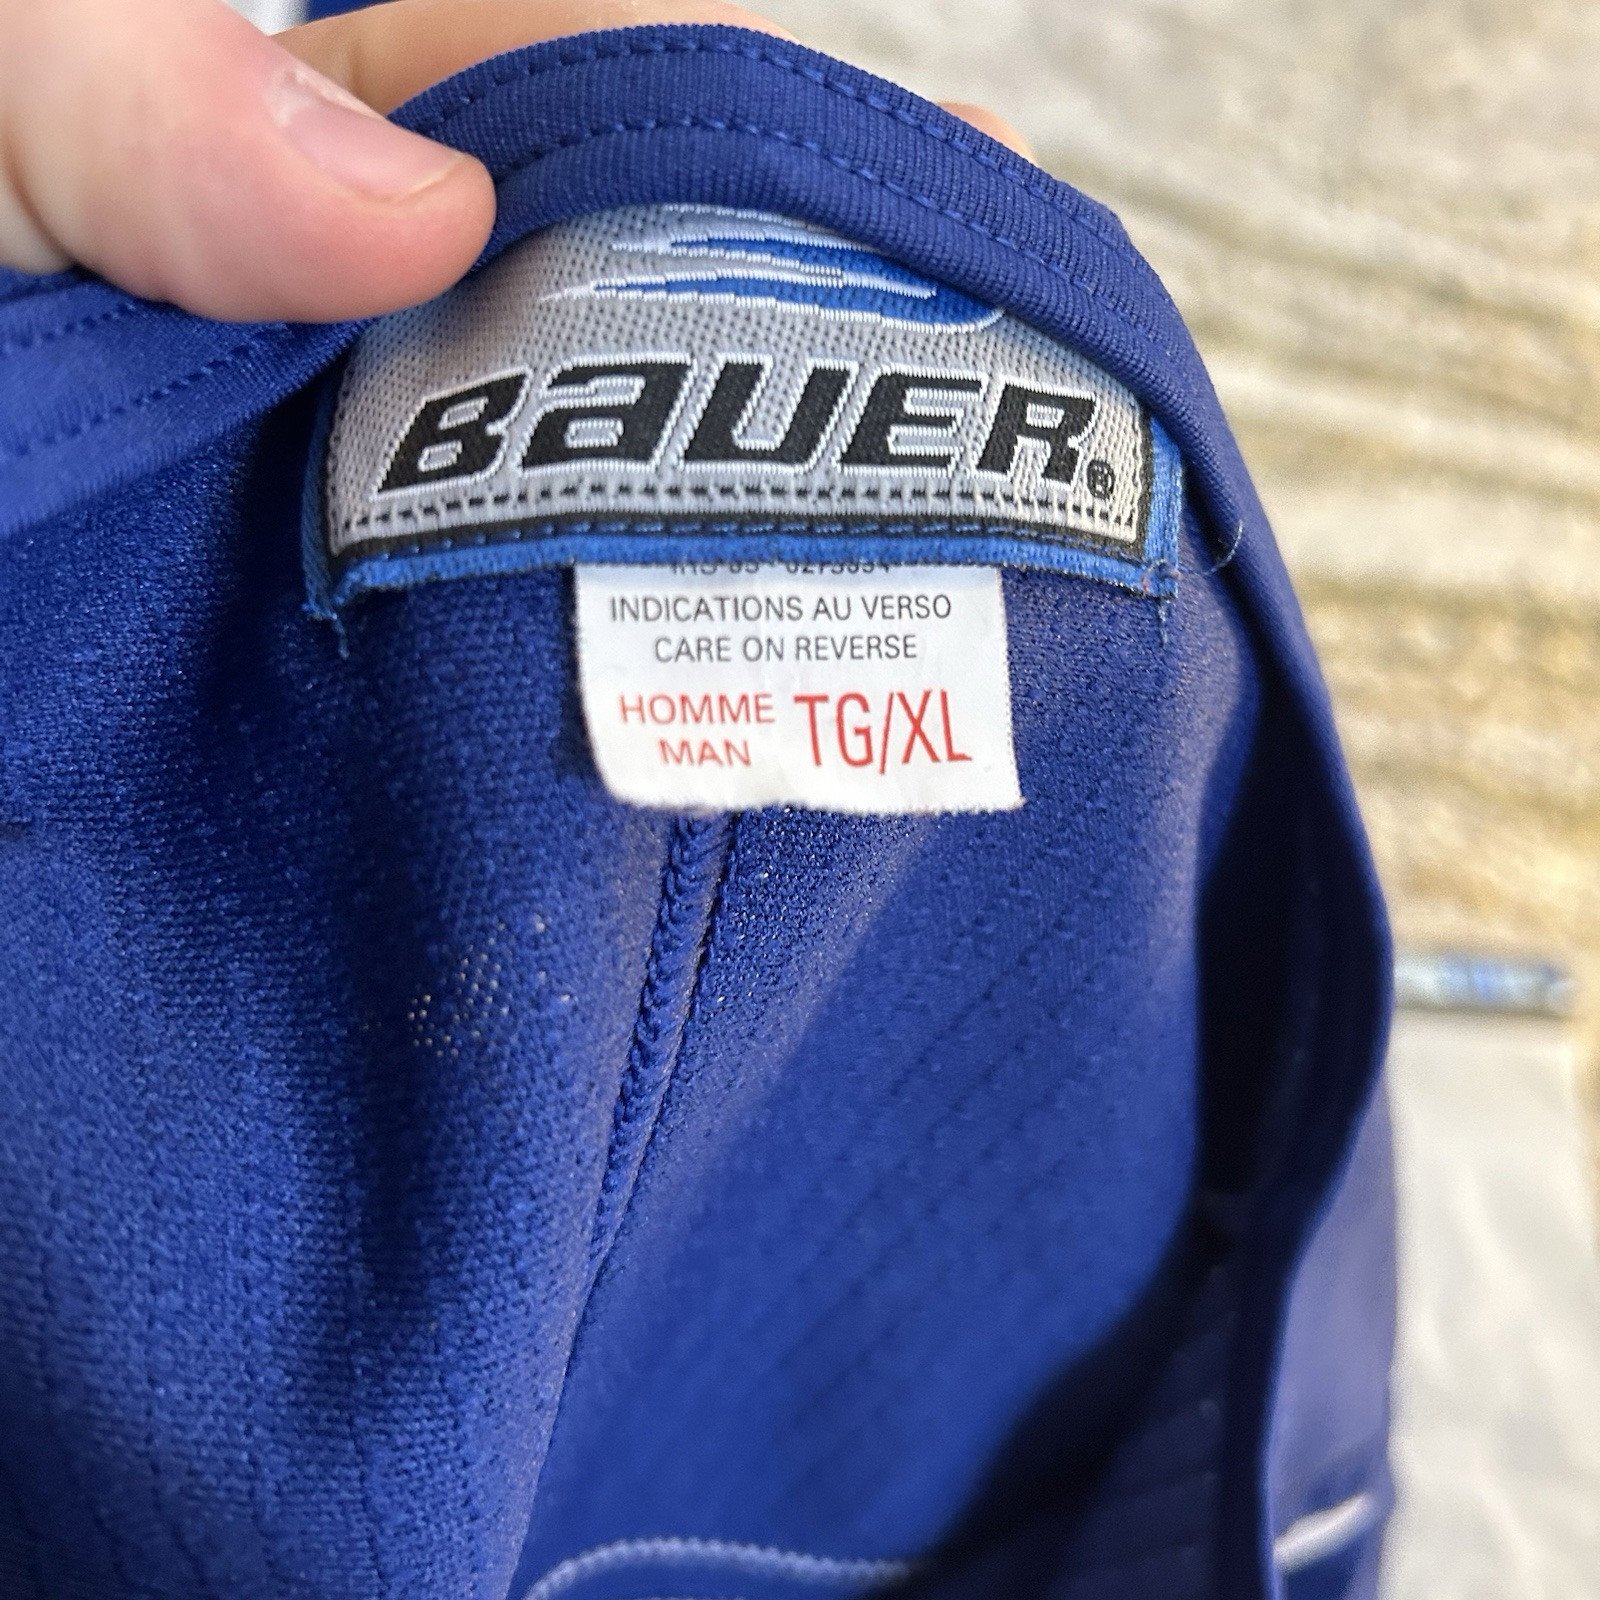 BAUER®
INDICATIONS AU VERSO
CARE ON REVERSE
HOMME TG/XL
MAN